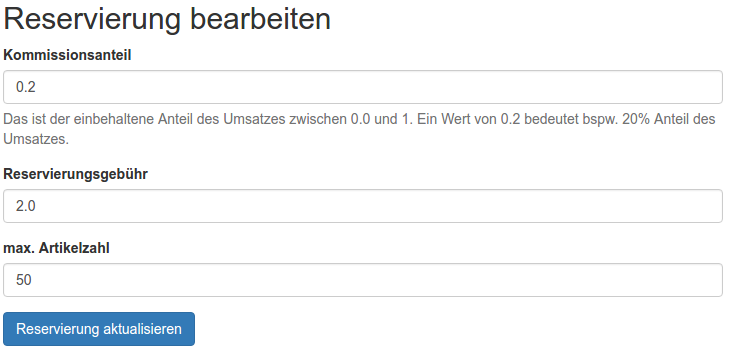 Reservierung bearbeiten
Kommissionsanteil
0.2
Das ist der einbehaltene Anteil des Umsatzes zwischen 0.0 und 1. Ein Wert von 0.2 bedeutet bspw. 20% Anteil des
Umsatzes.
Reservierungsgebühr
2.0
max. Artikelzahl
50
Reservierung aktualisieren